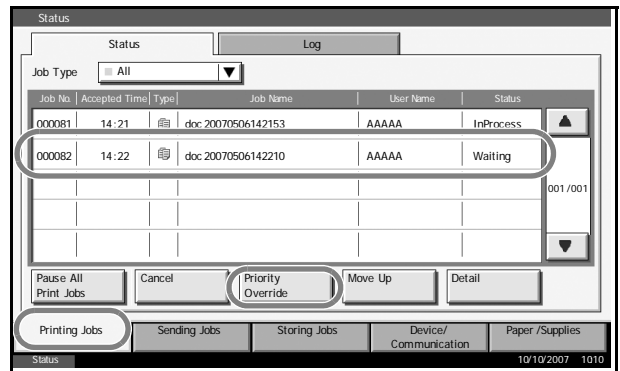 Status
Status Log
Job Type All
Job No. Accepted Time Type Job Name User Name Status
000081 14:21 doc 20070506142153 AAAAA InProcess
000082 14:22 doc 20070506142210 AAAAA Waiting
001/001
Pause All Cancel Priority Move Up Detail
Print Jobs Override
Printing Jobs Sending Jobs Storing Jobs Device/ Paper /Supplies
Communication
Status 10/10/2007 1010